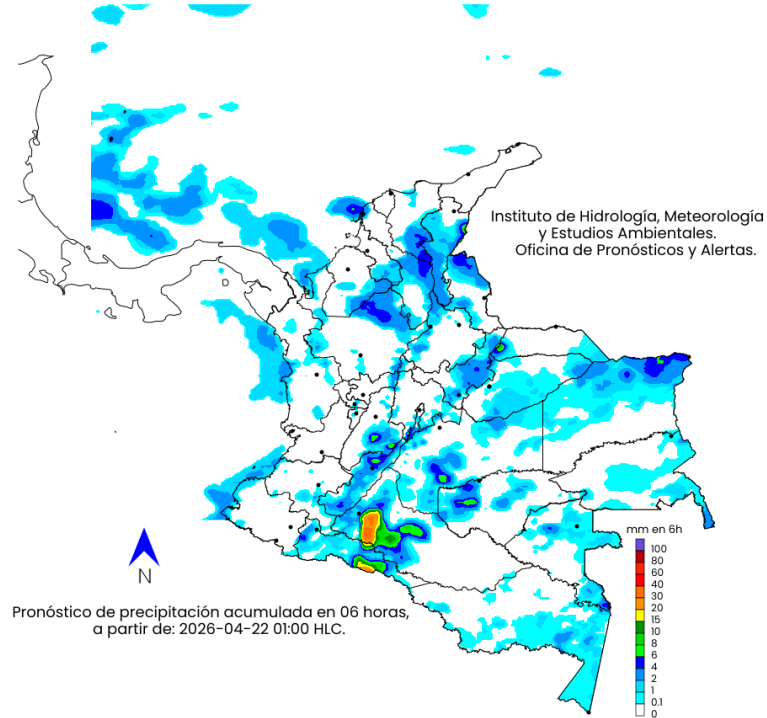 Instituto de Hidrología, Meteorología
y Estudios Ambientales.
Oficina de Pronósticos y Alertas.
N
Pronóstico de precipitación acumulada en 06 horas,
a partir de: 2026-04-22 01:00 HLC.
mm en 6h
100
80
60
40
30
20
15
10
8
6
4
2
1
0.1
0